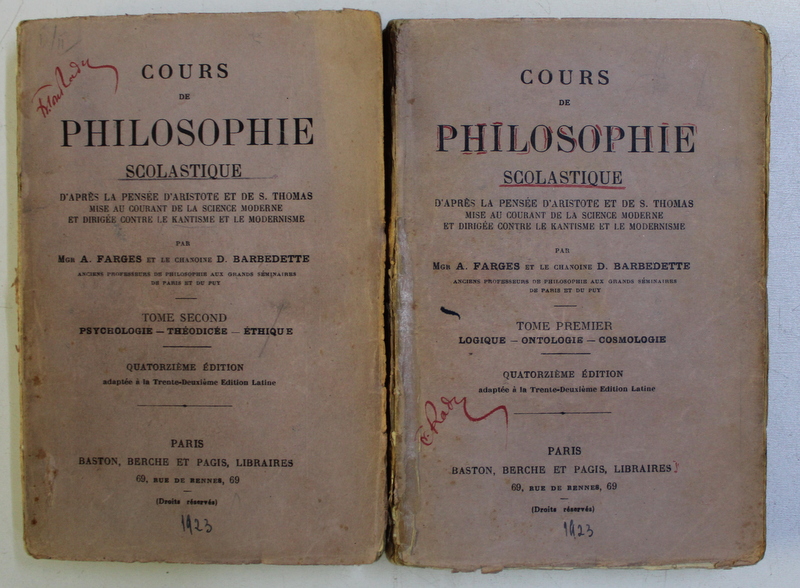 COURS
DE
PHILOSOPHIE
SCOLASTIQUE
D'APRÈS LA PENSÉE D'ARISTOTE ET DE S. THOMAS
MISE AU COURANT DE LA SCIENCE MODERNE
ET DIRIGÉE CONTRE LE KANTISME ET LE MODERNISME
PAR
MGR A. FARGES ET LE CHANOINE D. BARBEDETTE
ANCIENS PROFESSEURS DE PHILOSOPHIE AUX GRANDS SÉMINAIRES
DE PARIS ET DU PUY
TOME SECOND
PSYCHOLOGIE — THÉODICÉE — ÉTHIQUE
QUATORZIÈME ÉDITION
adaptée à la Trente-Deuxième Edition Latine
PARIS
BASTON, BERCHE ET PAGIS, LIBRAIRES
69, RUE DE RENNES, 69
(Droits réservés)
1923
COURS
DE
PHILOSOPHIE
SCOLASTIQUE
D'APRÈS LA PENSÉE D'ARISTOTE ET DE S. THOMAS
MISE AU COURANT DE LA SCIENCE MODERNE
ET DIRIGÉE CONTRE LE KANTISME ET LE MODERNISME
PAR
MGR A. FARGES ET LE CHANOINE D. BARBEDETTE
ANCIENS PROFESSEURS DE PHILOSOPHIE AUX GRANDS SÉMINAIRES
DE PARIS ET DU PUY
TOME PREMIER
LOGIQUE — ONTOLOGIE — COSMOLOGIE
QUATORZIÈME ÉDITION
adaptée à la Trente-Deuxième Edition Latine
PARIS
BASTON, BERCHE ET PAGIS, LIBRAIRES
69, RUE DE RENNES, 69
(Droits réservés)
1923